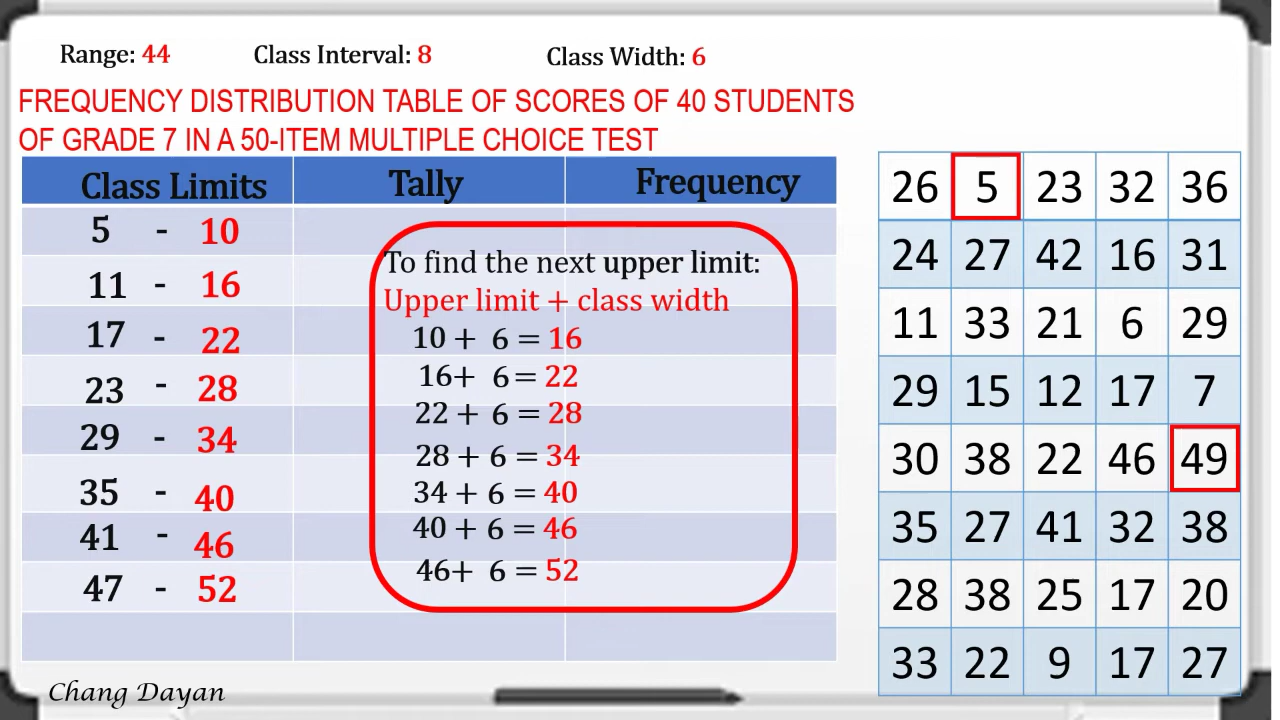 Range: 44 Class Interval: 8 Class Width: 6
FREQUENCY DISTRIBUTION TABLE OF SCORES OF 40 STUDENTS
OF GRADE 7 IN A 50-ITEM MULTIPLE CHOICE TEST
Class Limits Tally Frequency
5 - 10
11 - 16
17 - 22
23 - 28
29 - 34
35 - 40
41 - 46
47 - 52
To find the next upper limit:
Upper limit + class width
10 + 6 = 16
16+ 6 = 22
22 + 6 = 28
28 + 6 = 34
34 + 6 = 40
40 + 6 = 46
46+ 6 = 52
26 5 23 32 36
24 27 42 16 31
11 33 21 6 29
29 15 12 17 7
30 38 22 46 49
35 27 41 32 38
28 38 25 17 20
33 22 9 17 27
Chang Dayan